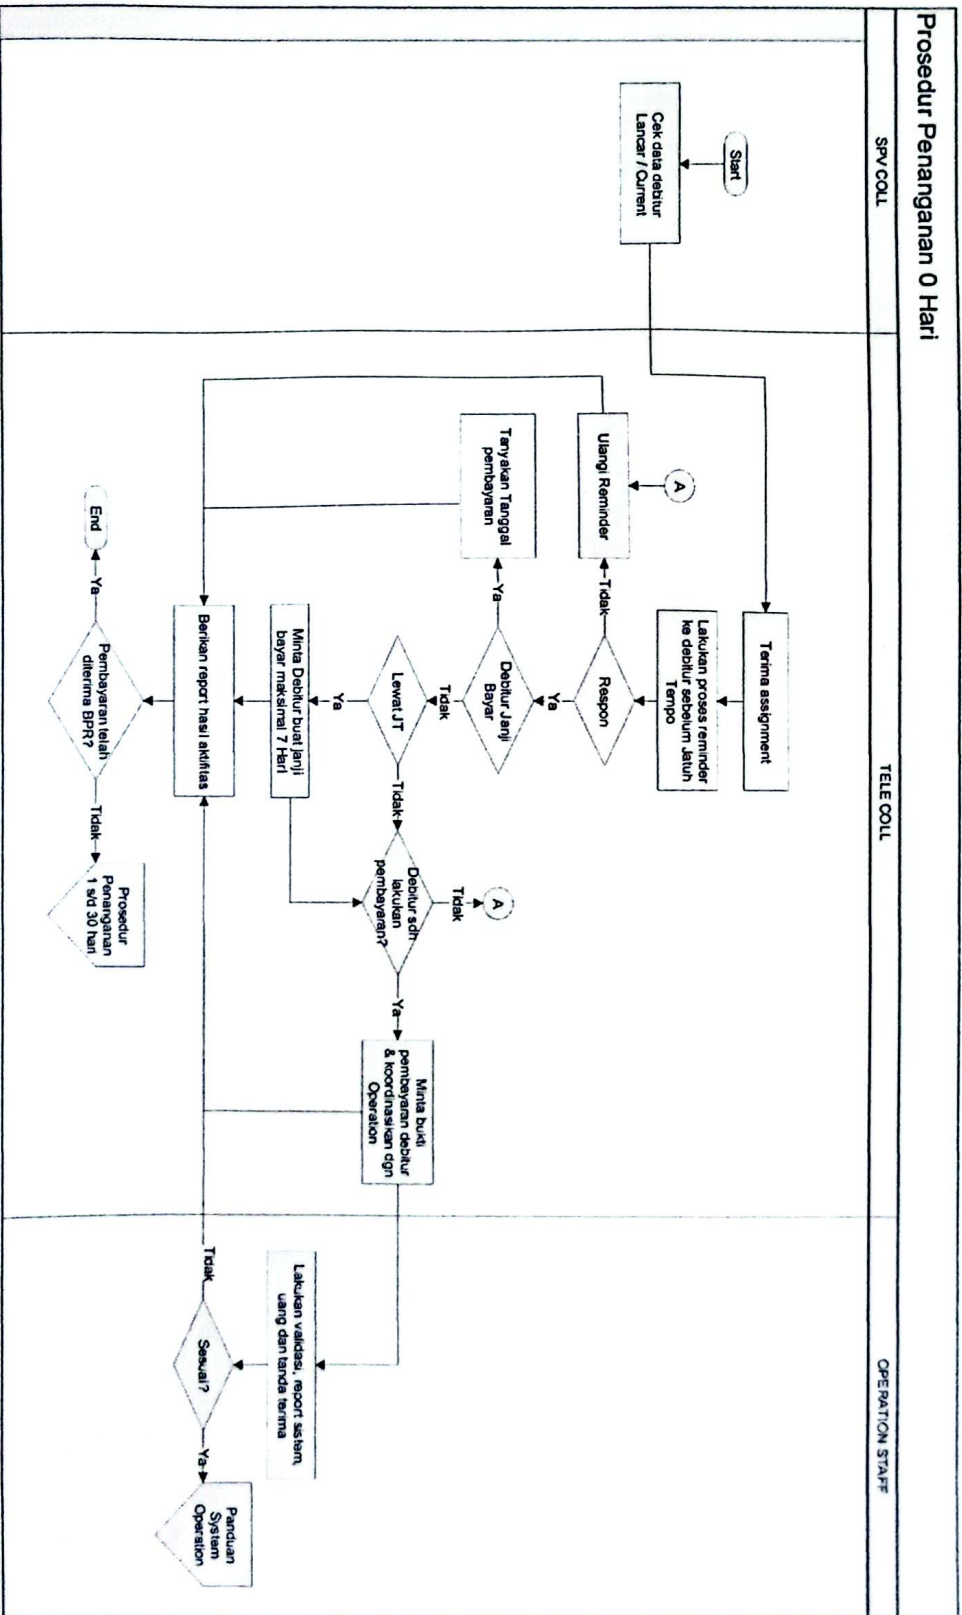 Prosedur Penanganan 0 Hari
SPV COLL
TELE COLL
OPERATION STAFF
Start
Cek data debitur
Lancar / Current
Terima assignment
Lakukan proses reminder
ke debitur sebelum Jatuh
Tempo
Respon
Tidak
Ya
A
Ulangi Reminder
Debitur Janji
Bayar
Ya
Tidak
Tanyakan Tanggal
pembayaran
Lewat JT
Ya
Tidak
Debitur sdh
lakukan
pembayaran?
Tidak
A
Ya
Minta bukti
pembayaran debitur
& koordinasikan dgn
Operation
Minta Debitur buat janji
bayar maksimal 7 Hari
Lakukan validasi, report sistem,
uang dan tanda terima
Berikan report hasil aktifitas
Tidak
Sesuai?
Ya
Panduan
System
Operation
Pembayaran telah
diterima BPR?
Ya
End
Tidak
Prosedur
Penanganan
1 s/d 30 hari